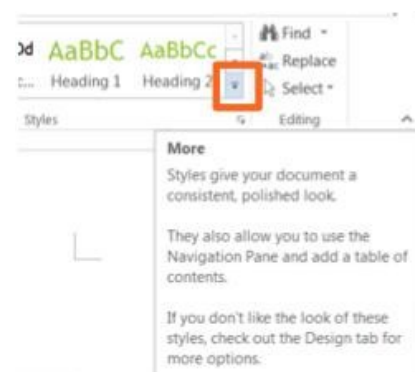 AaBbC AaBbCc
Heading 1 Heading 2
Find
Replace
Select
Styles
Editing
More
Styles give your document a
consistent, polished look.
They also allow you to use the
Navigation Pane and add a table of
contents.
If you don't like the look of these
styles, check out the Design tab for
more options.